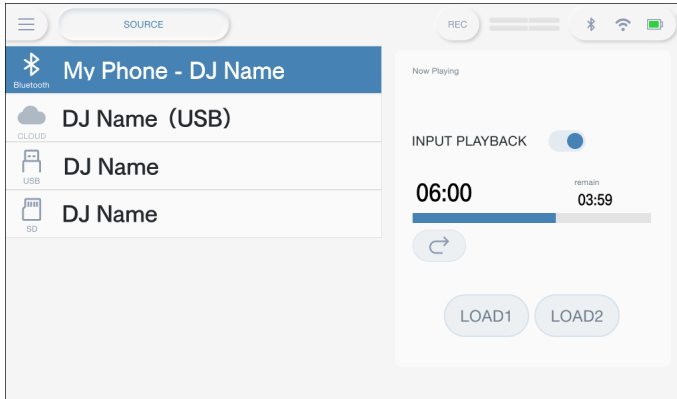 SOURCE
REC
Bluetooth
My Phone - DJ Name
CLOUD
DJ Name（USB）
USB
DJ Name
SD
DJ Name
Now Playing
INPUT PLAYBACK
06:00
remain
03:59
LOAD1
LOAD2